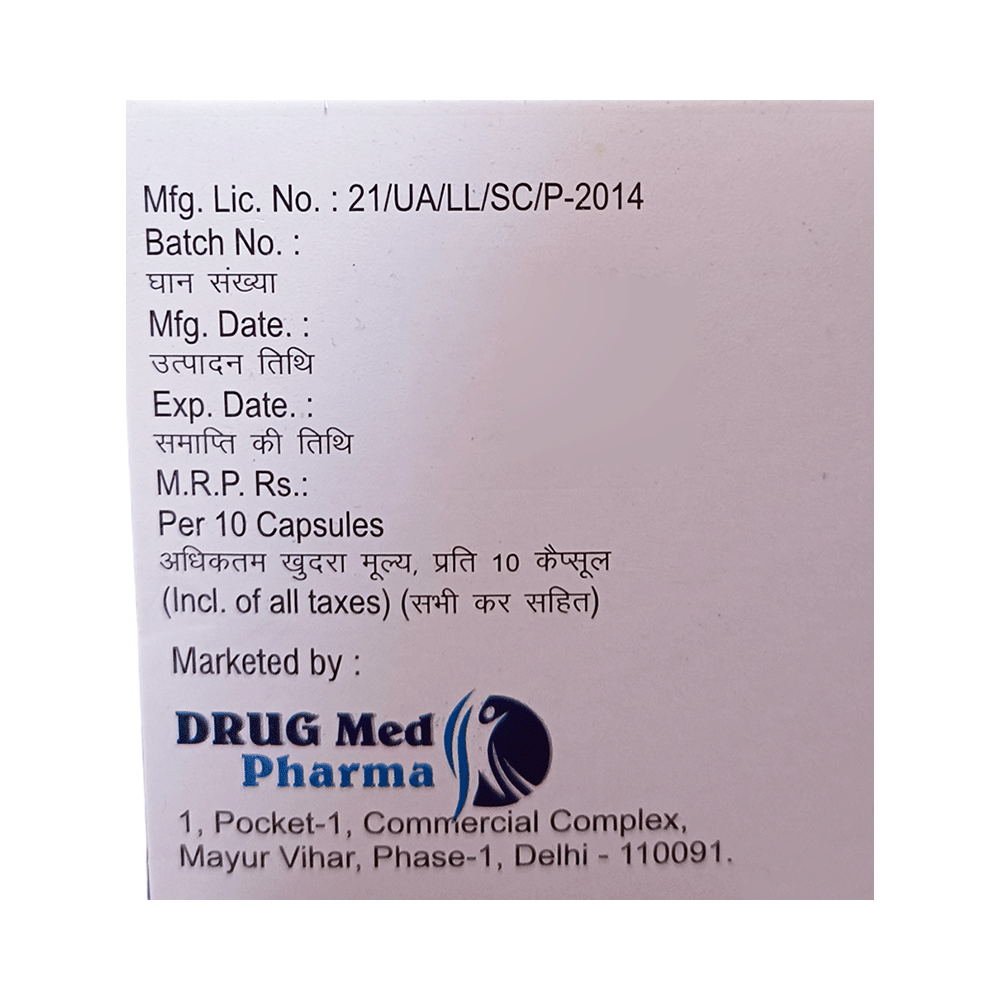 Mfg. Lic. No. : 21/UA/LL/SC/P-2014
Batch No. :
घान संख्या
Mfg. Date. :
उत्पादन तिथि
Exp. Date. :
समाप्ति की तिथि
M.R.P. Rs.:
Per 10 Capsules
अधिकतम खुदरा मूल्य, प्रति 10 कैप्सूल
(Incl. of all taxes) (सभी कर सहित)
Marketed by :
DRUG Med
Pharma
1, Pocket-1, Commercial Complex,
Mayur Vihar, Phase-1, Delhi - 110091.